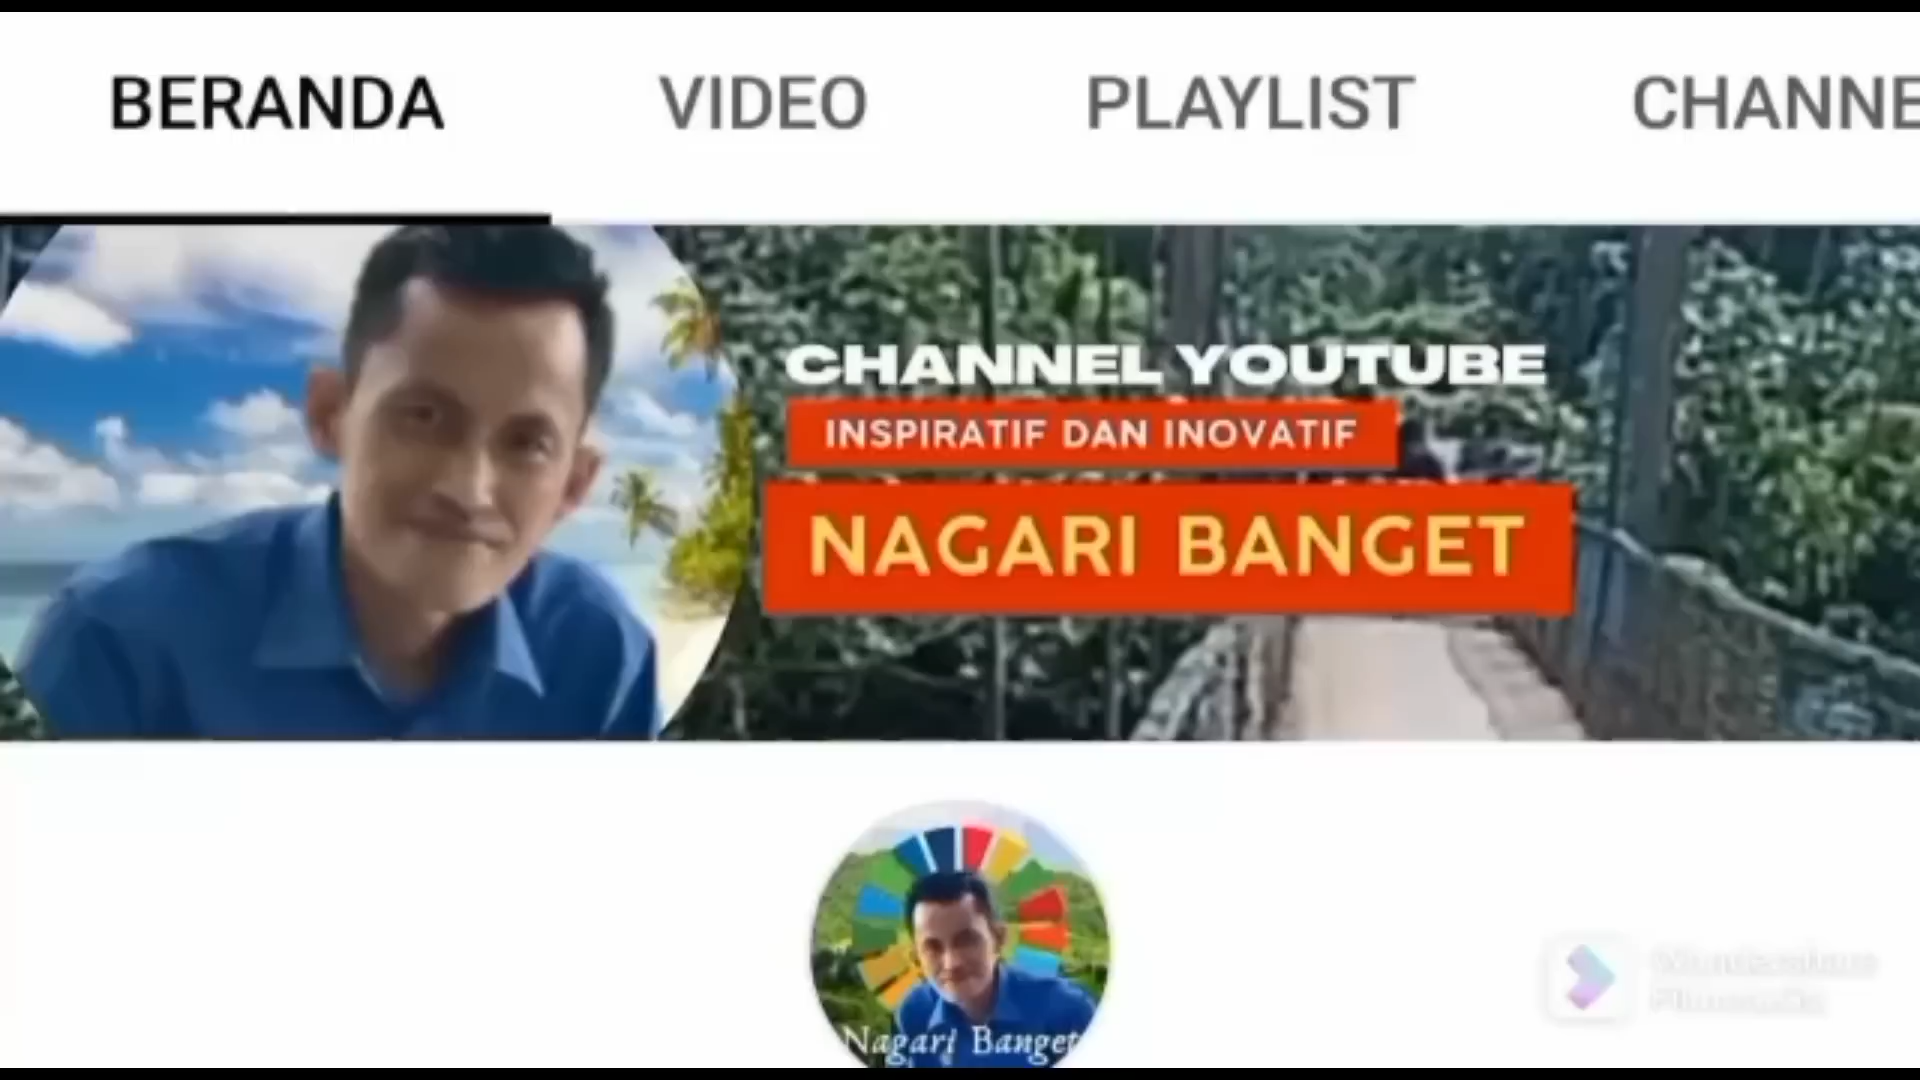 BERANDA VIDEO PLAYLIST CHANNE
CHANNEL YOUTUBE
INSPIRATIF DAN INOVATIF
NAGARI BANGET
Nagari Banget